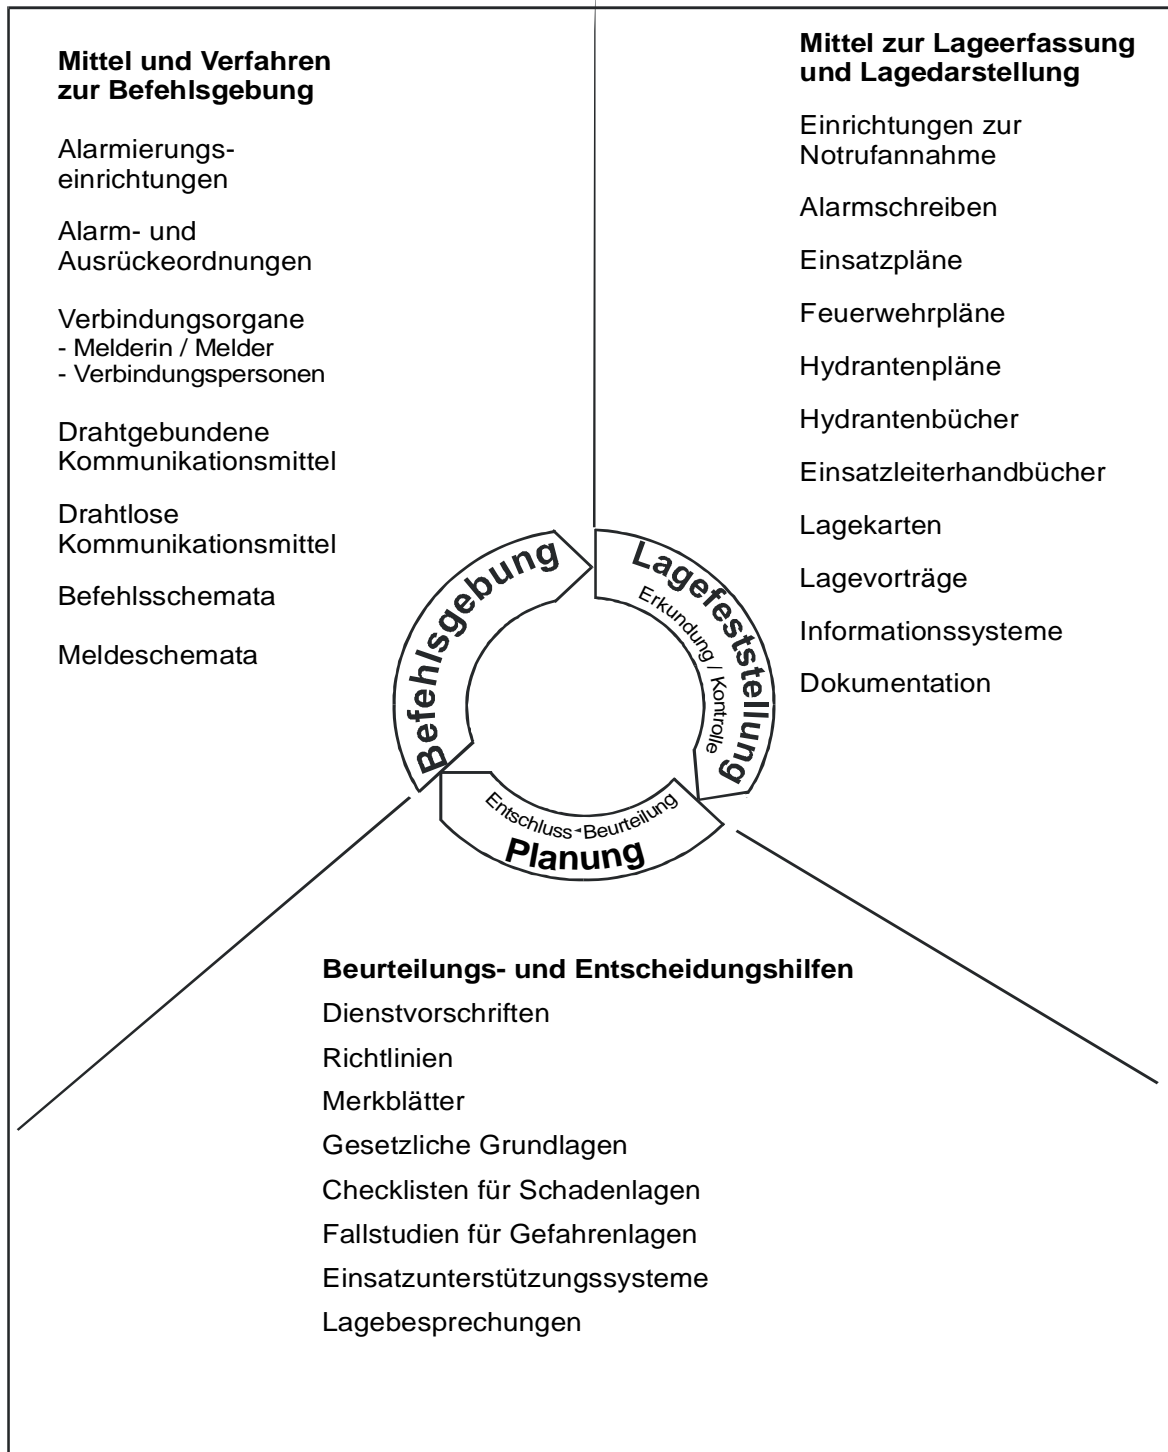 Mittel und Verfahren
zur Befehlsgebung
Alarmierungs-
einrichtungen
Alarm- und
Ausrückeordnungen
Verbindungsorgane
- Melderin / Melder
- Verbindungspersonen
Drahtgebundene
Kommunikationsmittel
Drahtlose
Kommunikationsmittel
Befehlsschemata
Meldeschemata
Mittel zur Lageerfassung
und Lagedarstellung
Einrichtungen zur
Notrufannahme
Alarmschreiben
Einsatzpläne
Feuerwehrpläne
Hydrantenpläne
Hydrantenbücher
Einsatzleiterhandbücher
Lagekarten
Lagevorträge
Informationssysteme
Dokumentation
Befehlsgebung
Lagefeststellung
Erkundung / Kontrolle
Entschluss◄Beurteilung
Planung
Beurteilungs- und Entscheidungshilfen
Dienstvorschriften
Richtlinien
Merkblätter
Gesetzliche Grundlagen
Checklisten für Schadenlagen
Fallstudien für Gefahrenlagen
Einsatzunterstützungssysteme
Lagebesprechungen